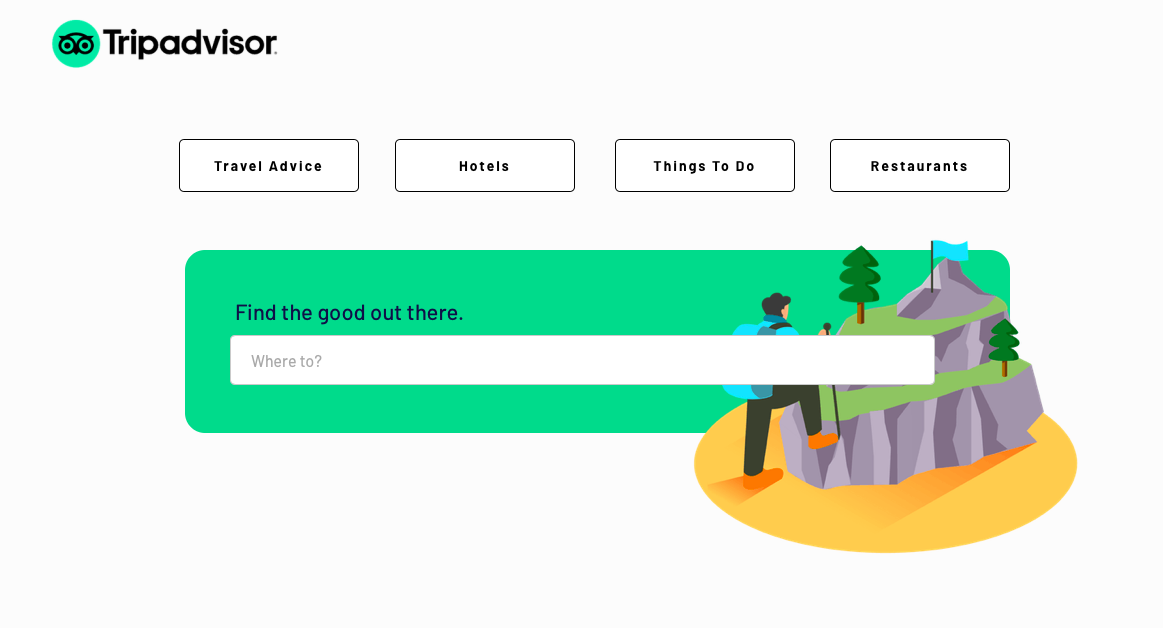 Tripadvisor
Travel Advice
Hotels
Things To Do
Restaurants
Find the good out there.
Where to?